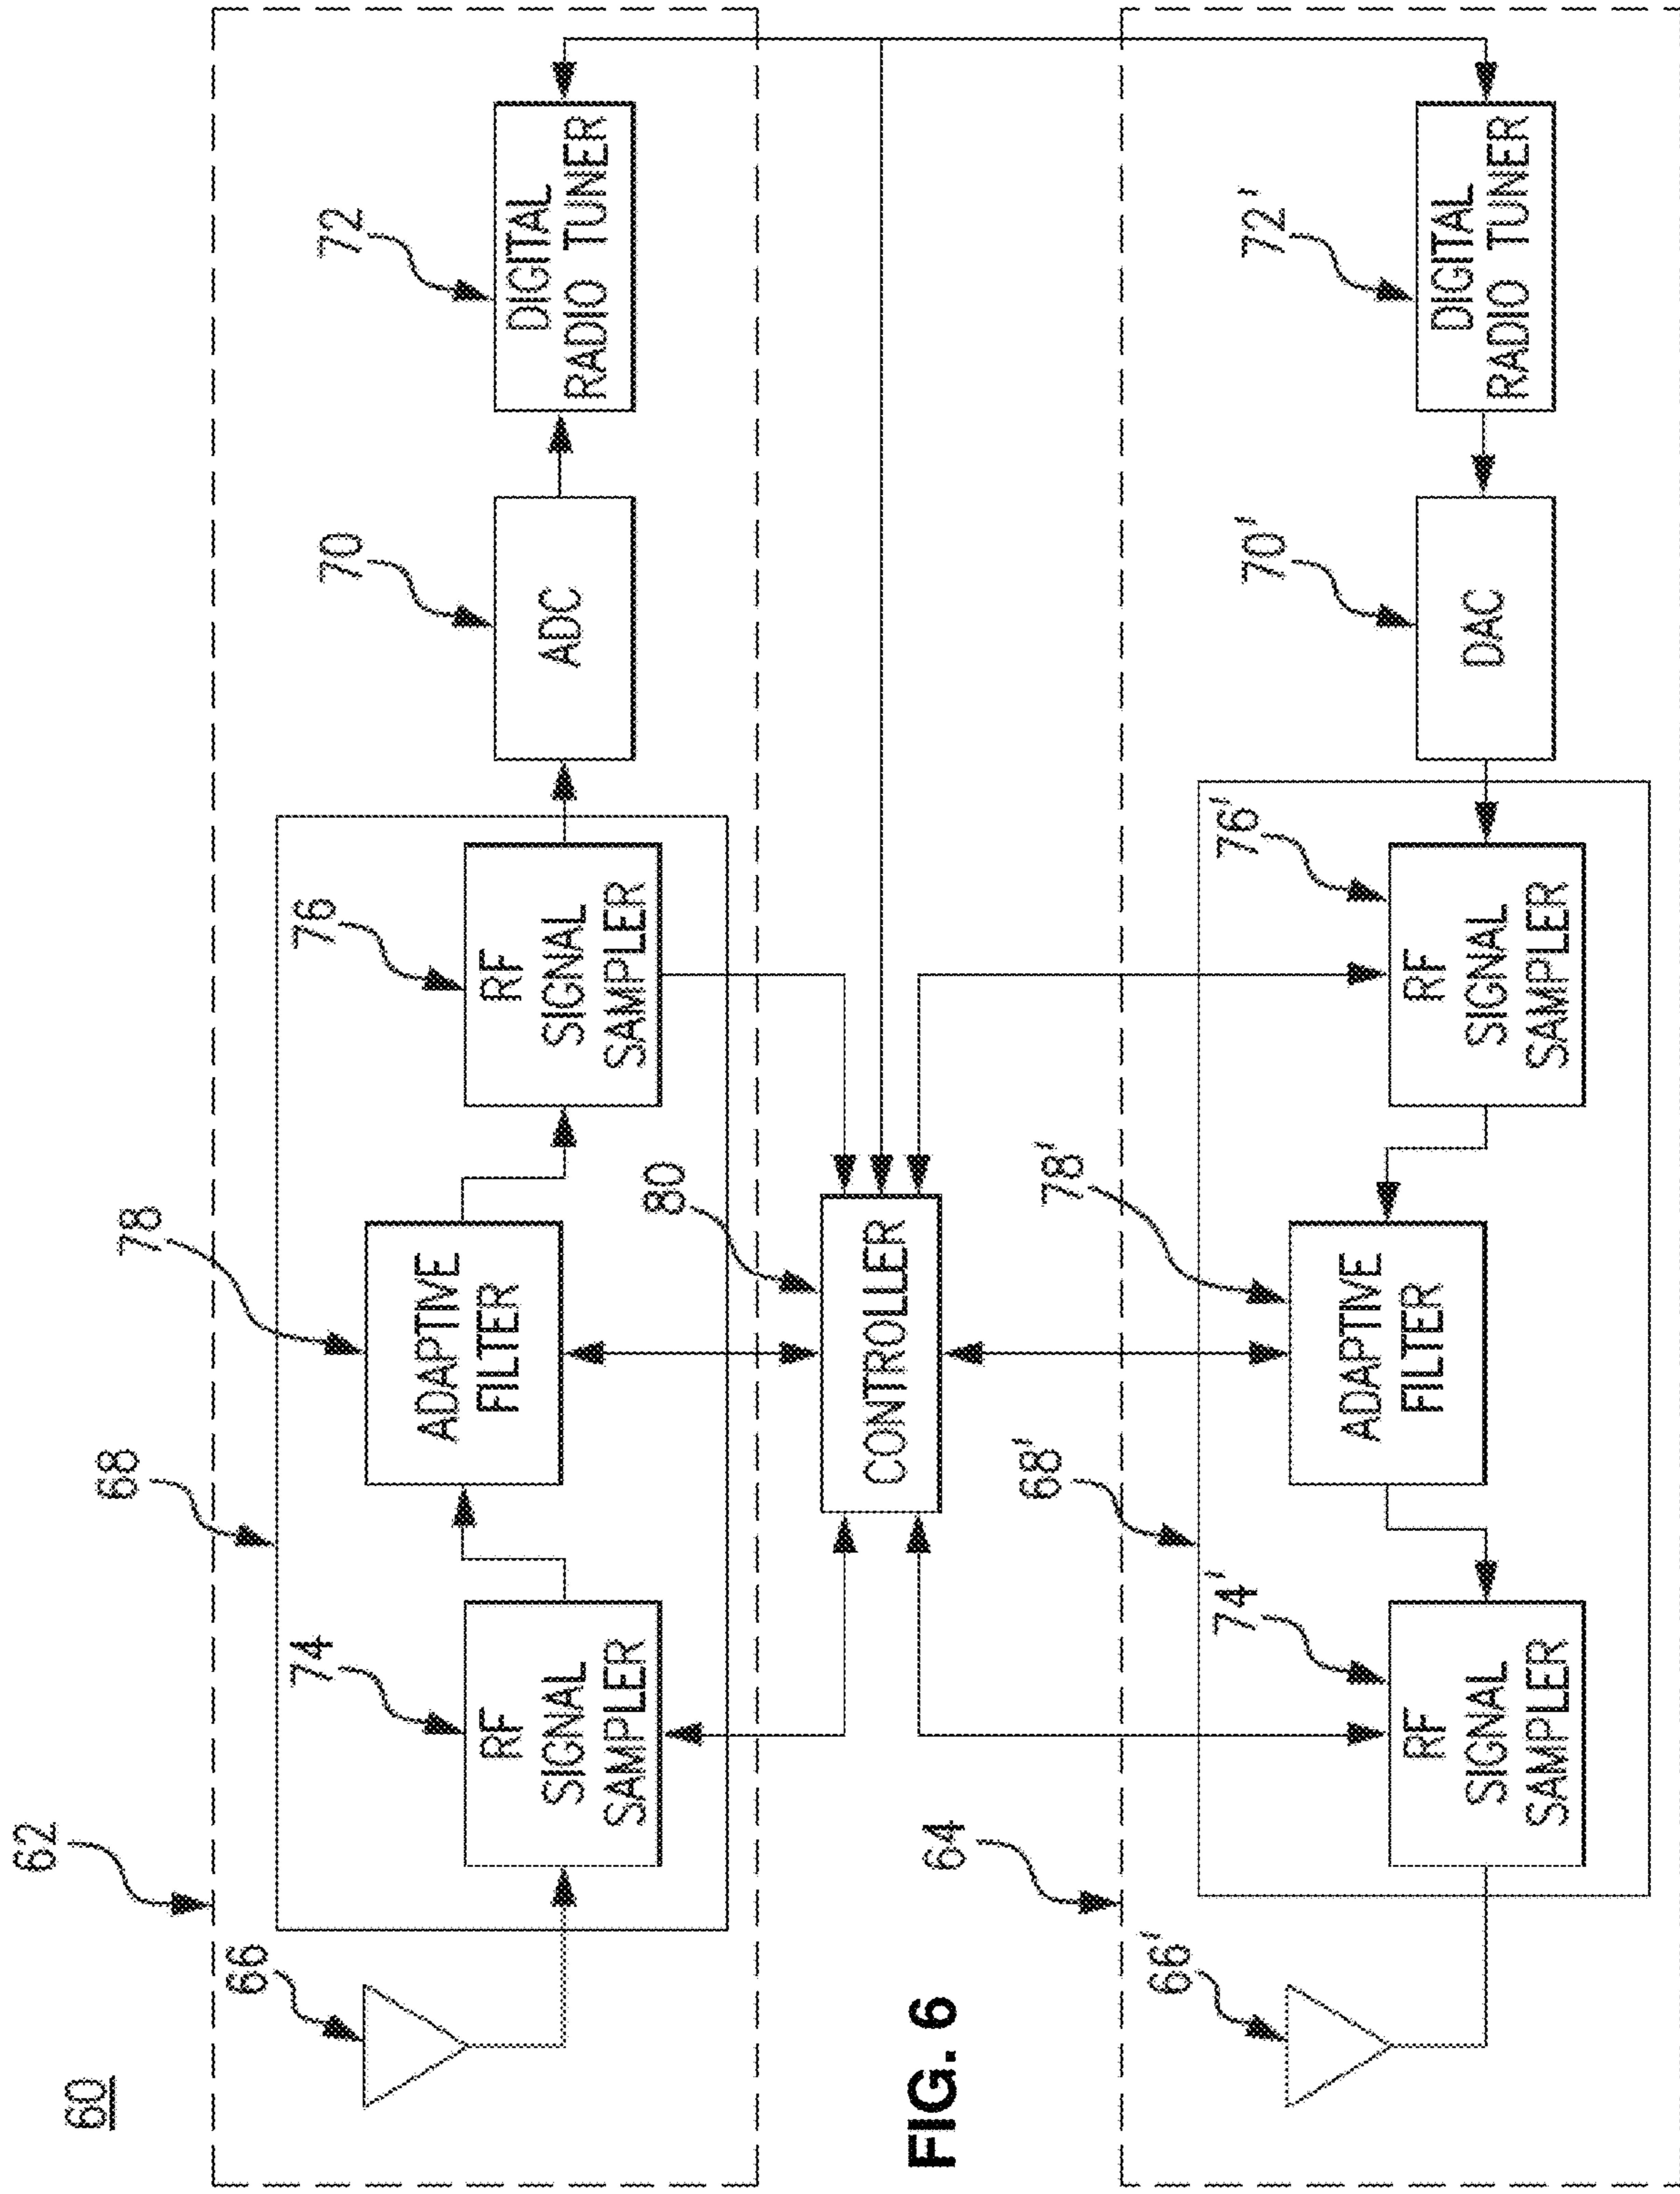 60
62
66
68
74
RF
SIGNAL
SAMPLER
78
ADAPTIVE
FILTER
76
RF
SIGNAL
SAMPLER
70
ADC
72
DIGITAL
RADIO TUNER
80
CONTROLLER
64
66'
68'
74'
RF
SIGNAL
SAMPLER
78'
ADAPTIVE
FILTER
76'
RF
SIGNAL
SAMPLER
70'
DAC
72'
DIGITAL
RADIO TUNER
FIG. 6